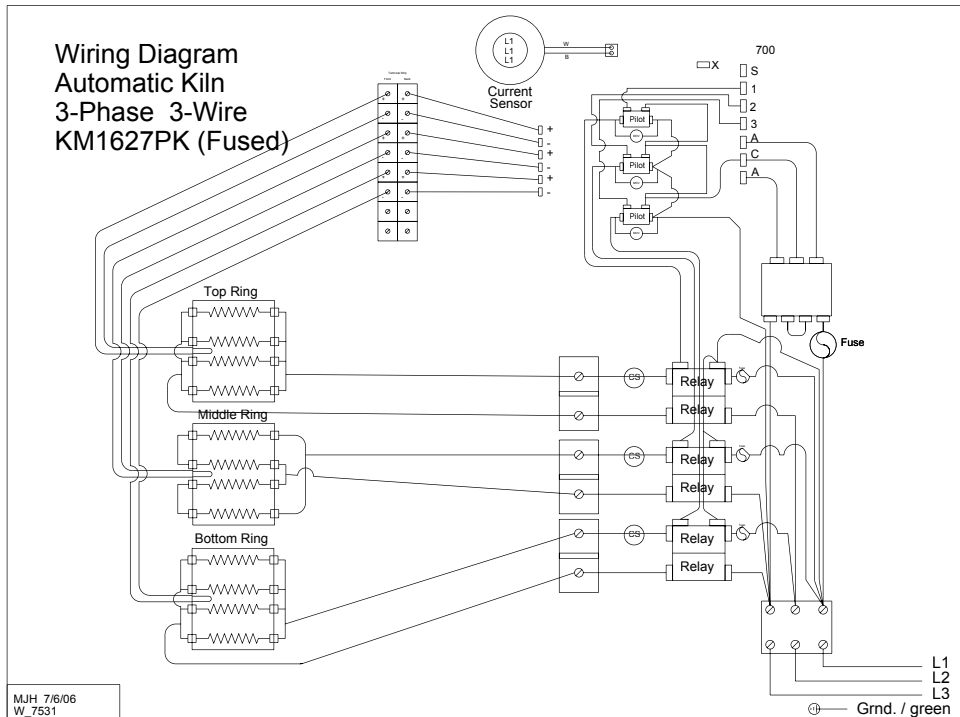 Wiring Diagram
Automatic Kiln
3-Phase 3-Wire
KM1627PK (Fused)
L1
L1
L1
W
B
Current
Sensor
700
X
S
1
2
3
A
C
A
+
-
+
-
+
-
+
-
+
-
+
-
+
-
+
-
+
-
Pilot
Pilot
Pilot
Fuse
Top Ring
Middle Ring
Bottom Ring
CS
Relay
Relay
CS
Relay
Relay
CS
Relay
Relay
L1
L2
L3
Grnd. / green
MJH 7/6/06
W_7531